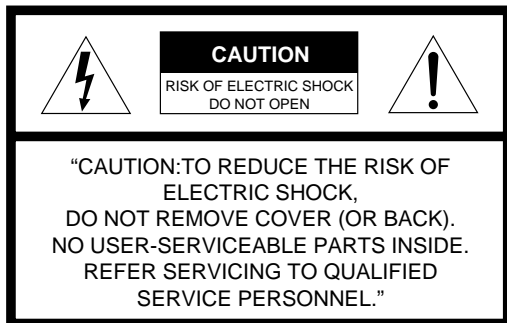 CAUTION
RISK OF ELECTRIC SHOCK
DO NOT OPEN
“CAUTION:TO REDUCE THE RISK OF
ELECTRIC SHOCK,
DO NOT REMOVE COVER (OR BACK).
NO USER-SERVICEABLE PARTS INSIDE.
REFER SERVICING TO QUALIFIED
SERVICE PERSONNEL.”